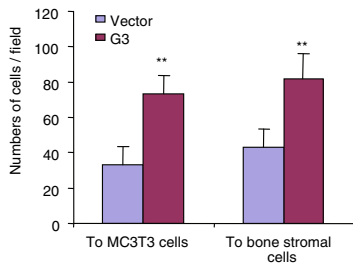 Numbers of cells / field
120
100
80
60
40
20
0
Vector
G3
**
**
To MC3T3 cells
To bone stromal
cells